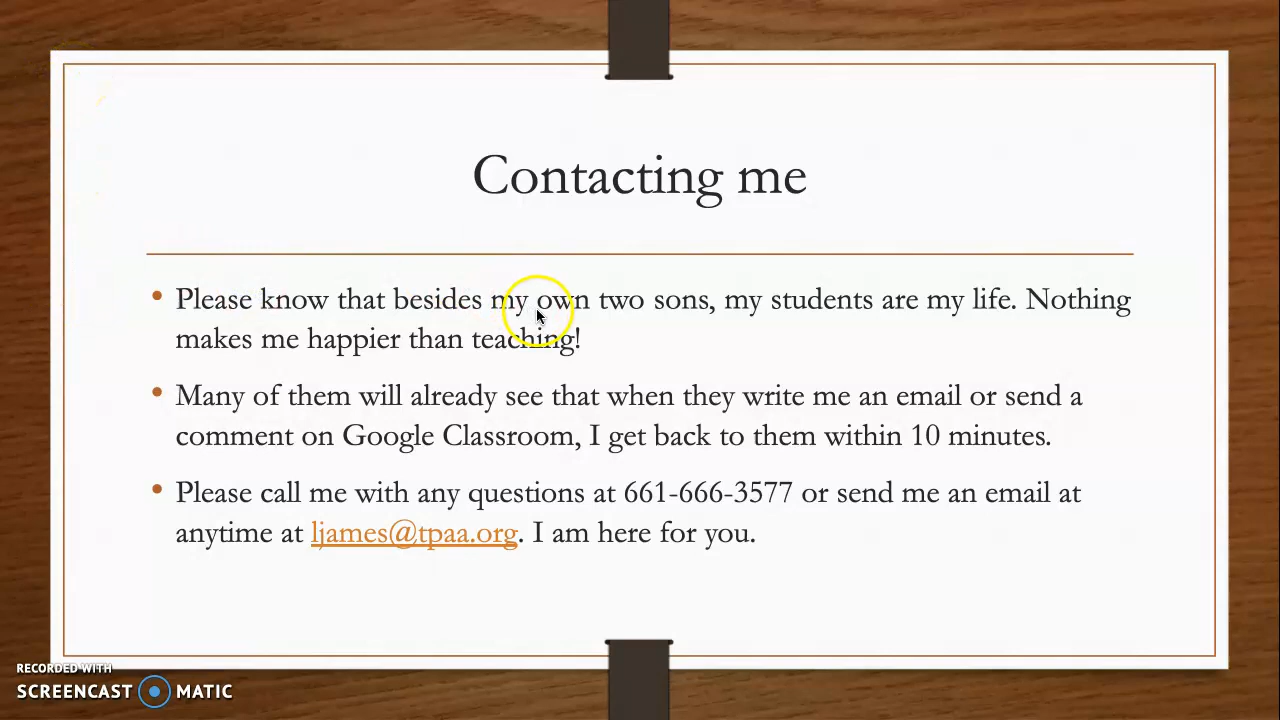 Contacting me
• Please know that besides my own two sons, my students are my life. Nothing
makes me happier than teaching!
• Many of them will already see that when they write me an email or send a
comment on Google Classroom, I get back to them within 10 minutes.
• Please call me with any questions at 661-666-3577 or send me an email at
anytime at ljames@tpaa.org. I am here for you.
RECORDED WITH
SCREENCAST MATIC